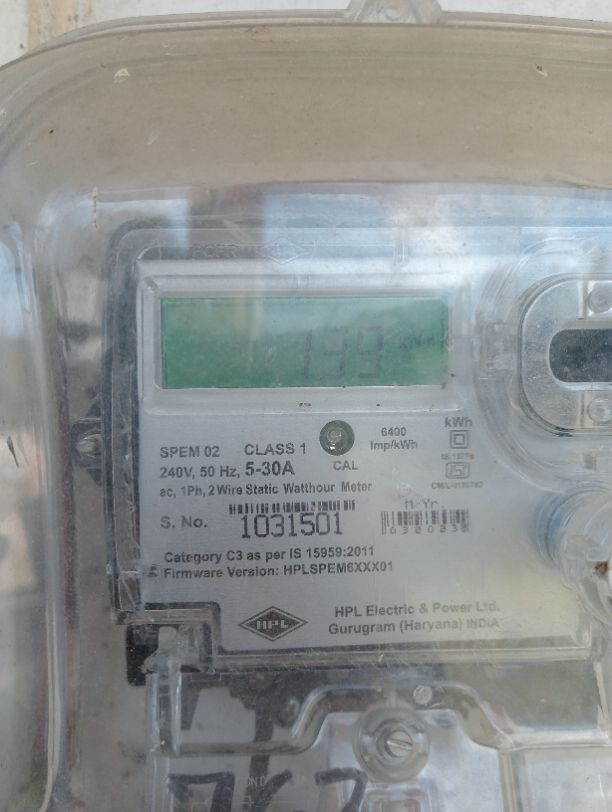 139 kWh
SPEM 02 CLASS 1
240V, 50 Hz, 5-30A
CAL
6400
Imp/kWh
kWh
ac, 1Ph, 2 Wire Static Watthour Meter
S. No. 1031501
M/Yr
Category C3 as per IS 15959:2011
Firmware Version: HPLSPEM6XXX01
HPL
HPL Electric & Power Ltd.
Gurugram (Haryana) INDIA